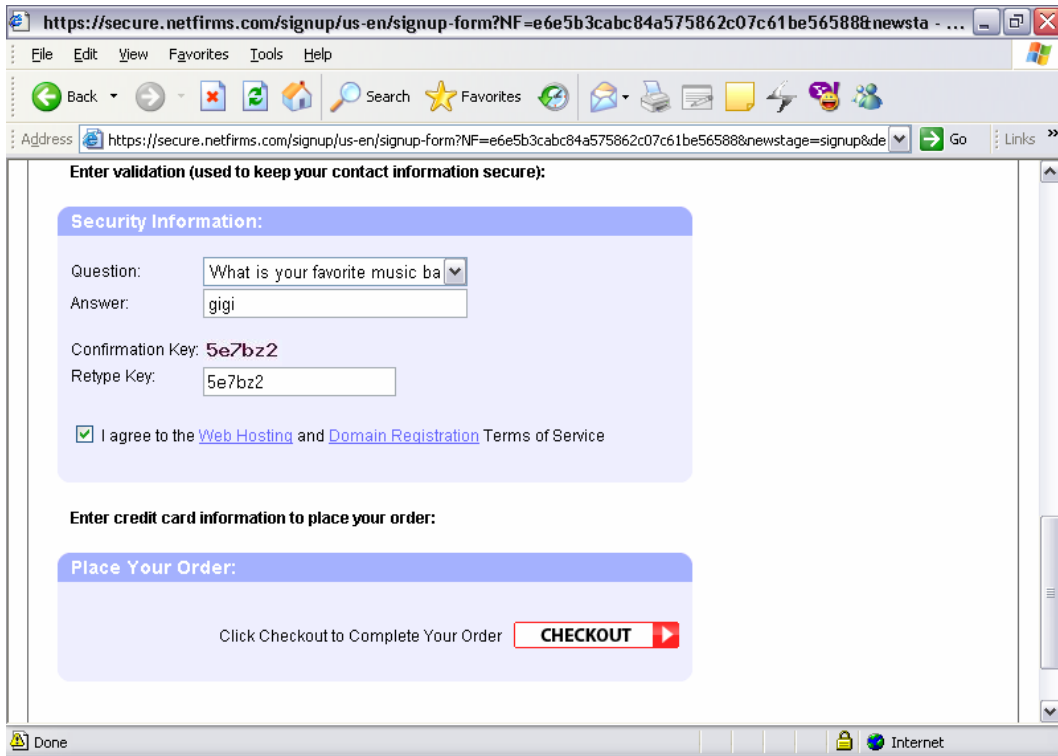 https://secure.netfirms.com/signup/us-en/signup-form?NF=e6e5b3cabc84a575862c07c61be56588&newsta - ...
File Edit View Favorites Tools Help
Back Search Favorites
Address https://secure.netfirms.com/signup/us-en/signup-form?NF=e6e5b3cabc84a575862c07c61be56588&newstage=signup&de Go Links »
Enter validation (used to keep your contact information secure):
Security Information:
Question: What is your favorite music ba
Answer: gigi
Confirmation Key: 5e7bz2
Retype Key: 5e7bz2
I agree to the Web Hosting and Domain Registration Terms of Service
Enter credit card information to place your order:
Place Your Order:
Click Checkout to Complete Your Order CHECKOUT
Done Internet